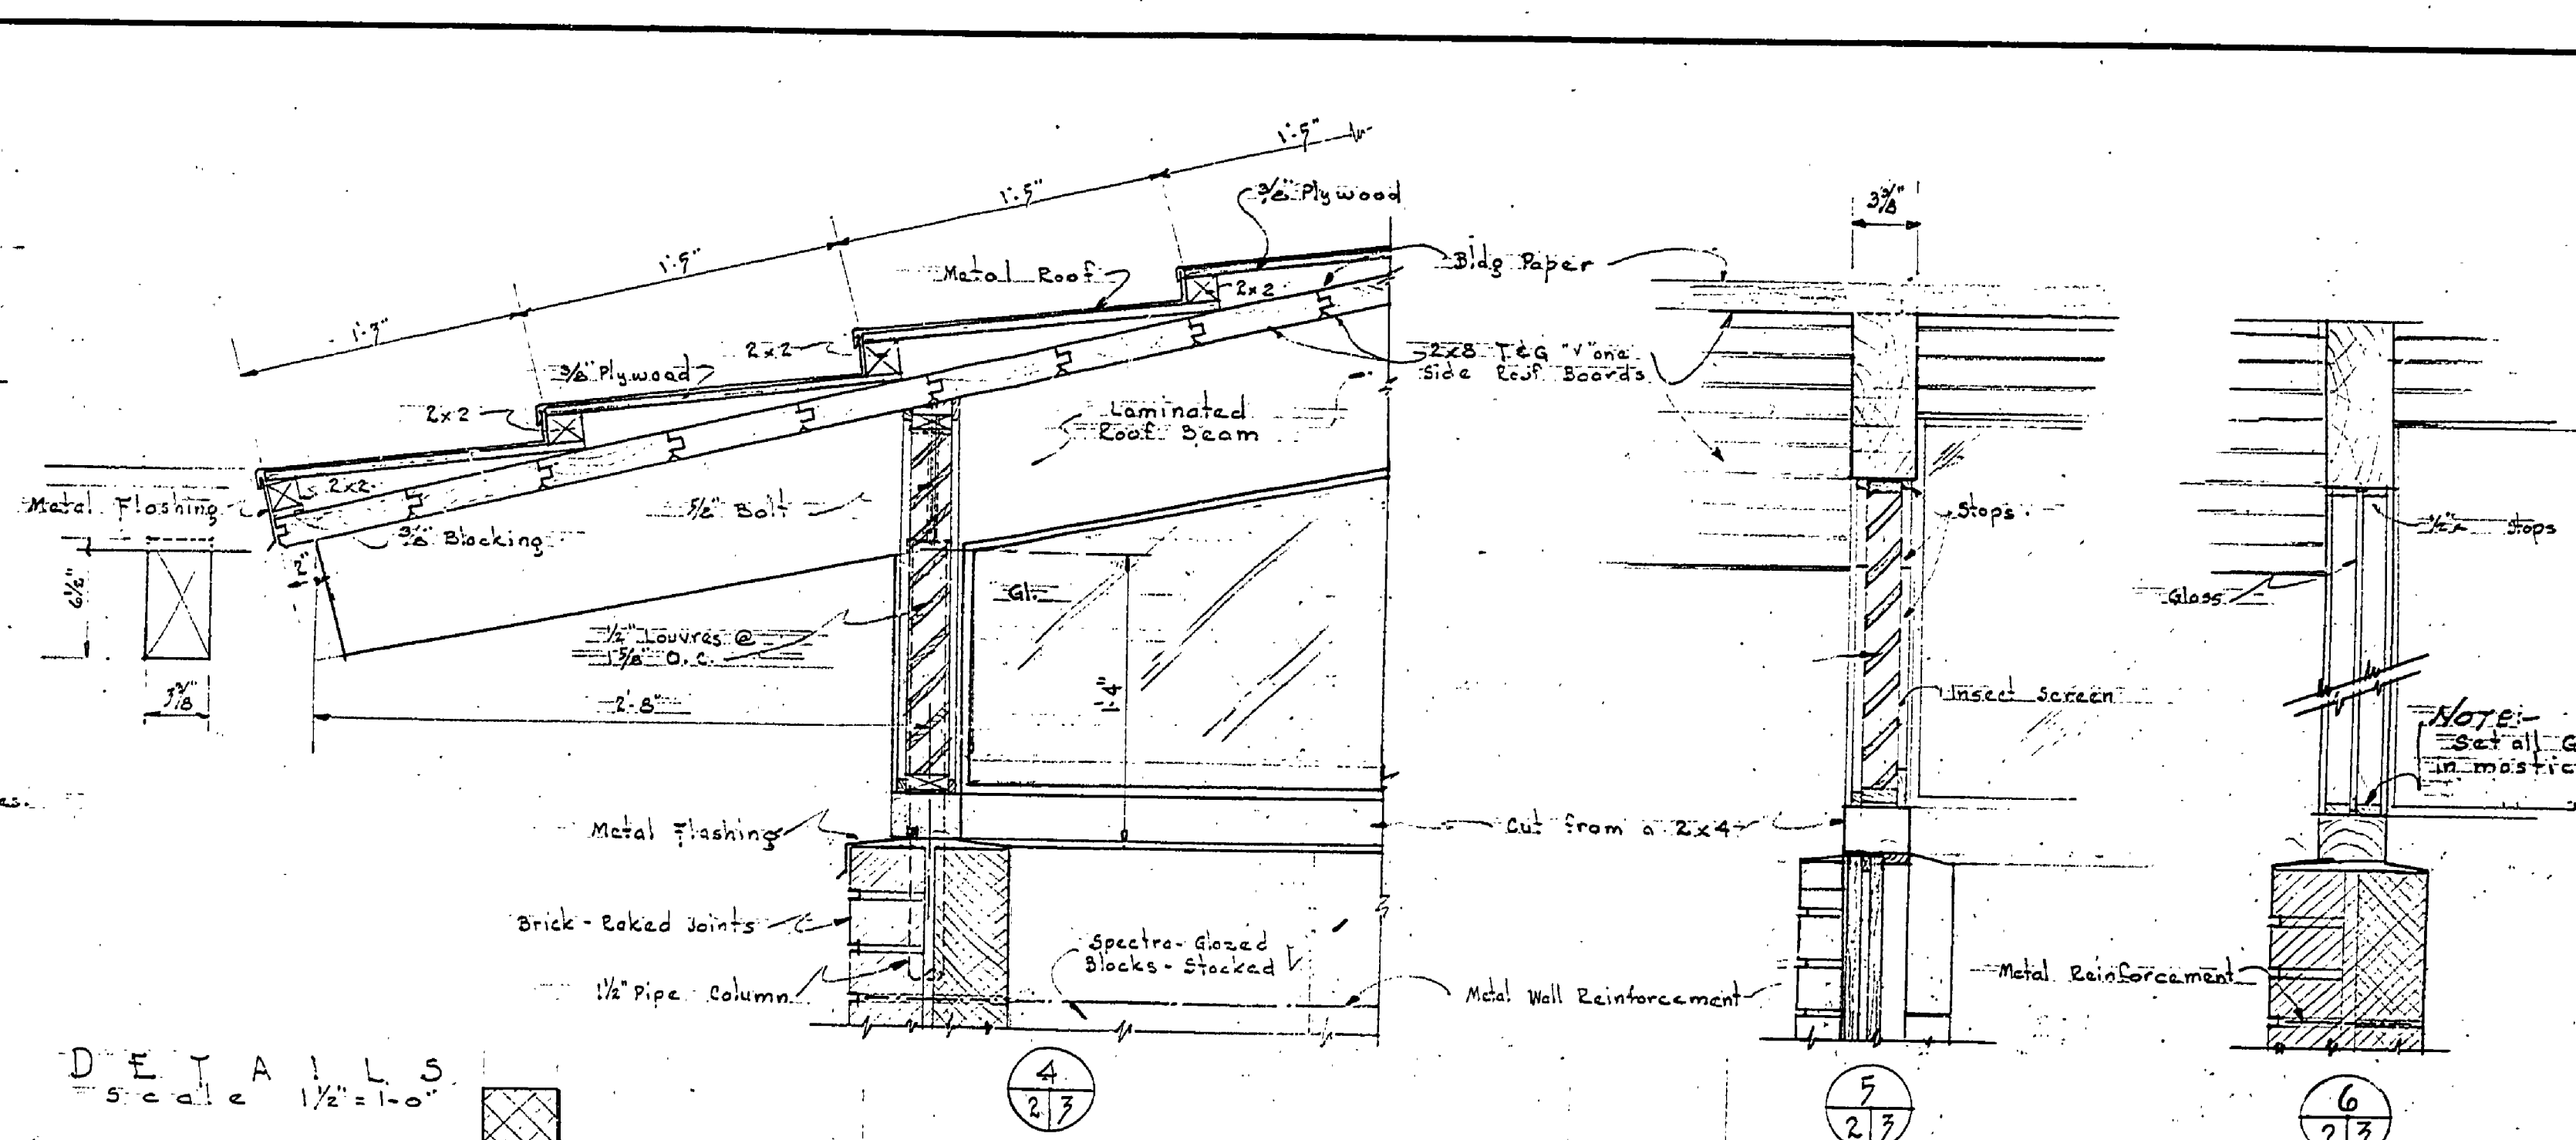 1'-5"
1'-5"
1'-5"
1'-3"
3/8" Plywood
3 3/8"
Metal Roof
Bldg Paper
2x2
2x2
3/8" Plywood
2x8 T&G "V" one
Side Roof Boards
2x2
Laminated
Roof Beam
2x2
Metal Flashing
5/8" Bolt
Stops
1/2" Stops
3/8" Blocking
2"
6 1/2"
Gl.
Glass
1/2" Louvres @
1 5/8" O.C.
3 3/8"
2'-8"
1'-4"
Insect Screen
NOTE:-
Set all G
in mastic
es.
Metal Flashing
Cut from a 2x4
Brick - Raked Joints
Spectra-Glazed
Blocks - Stacked
1 1/2" Pipe Column
Metal Wall Reinforcement
Metal Reinforcement
DETAILS
Scale 1 1/2" = 1-0"
4
2 3
5
2 3
6
2 3